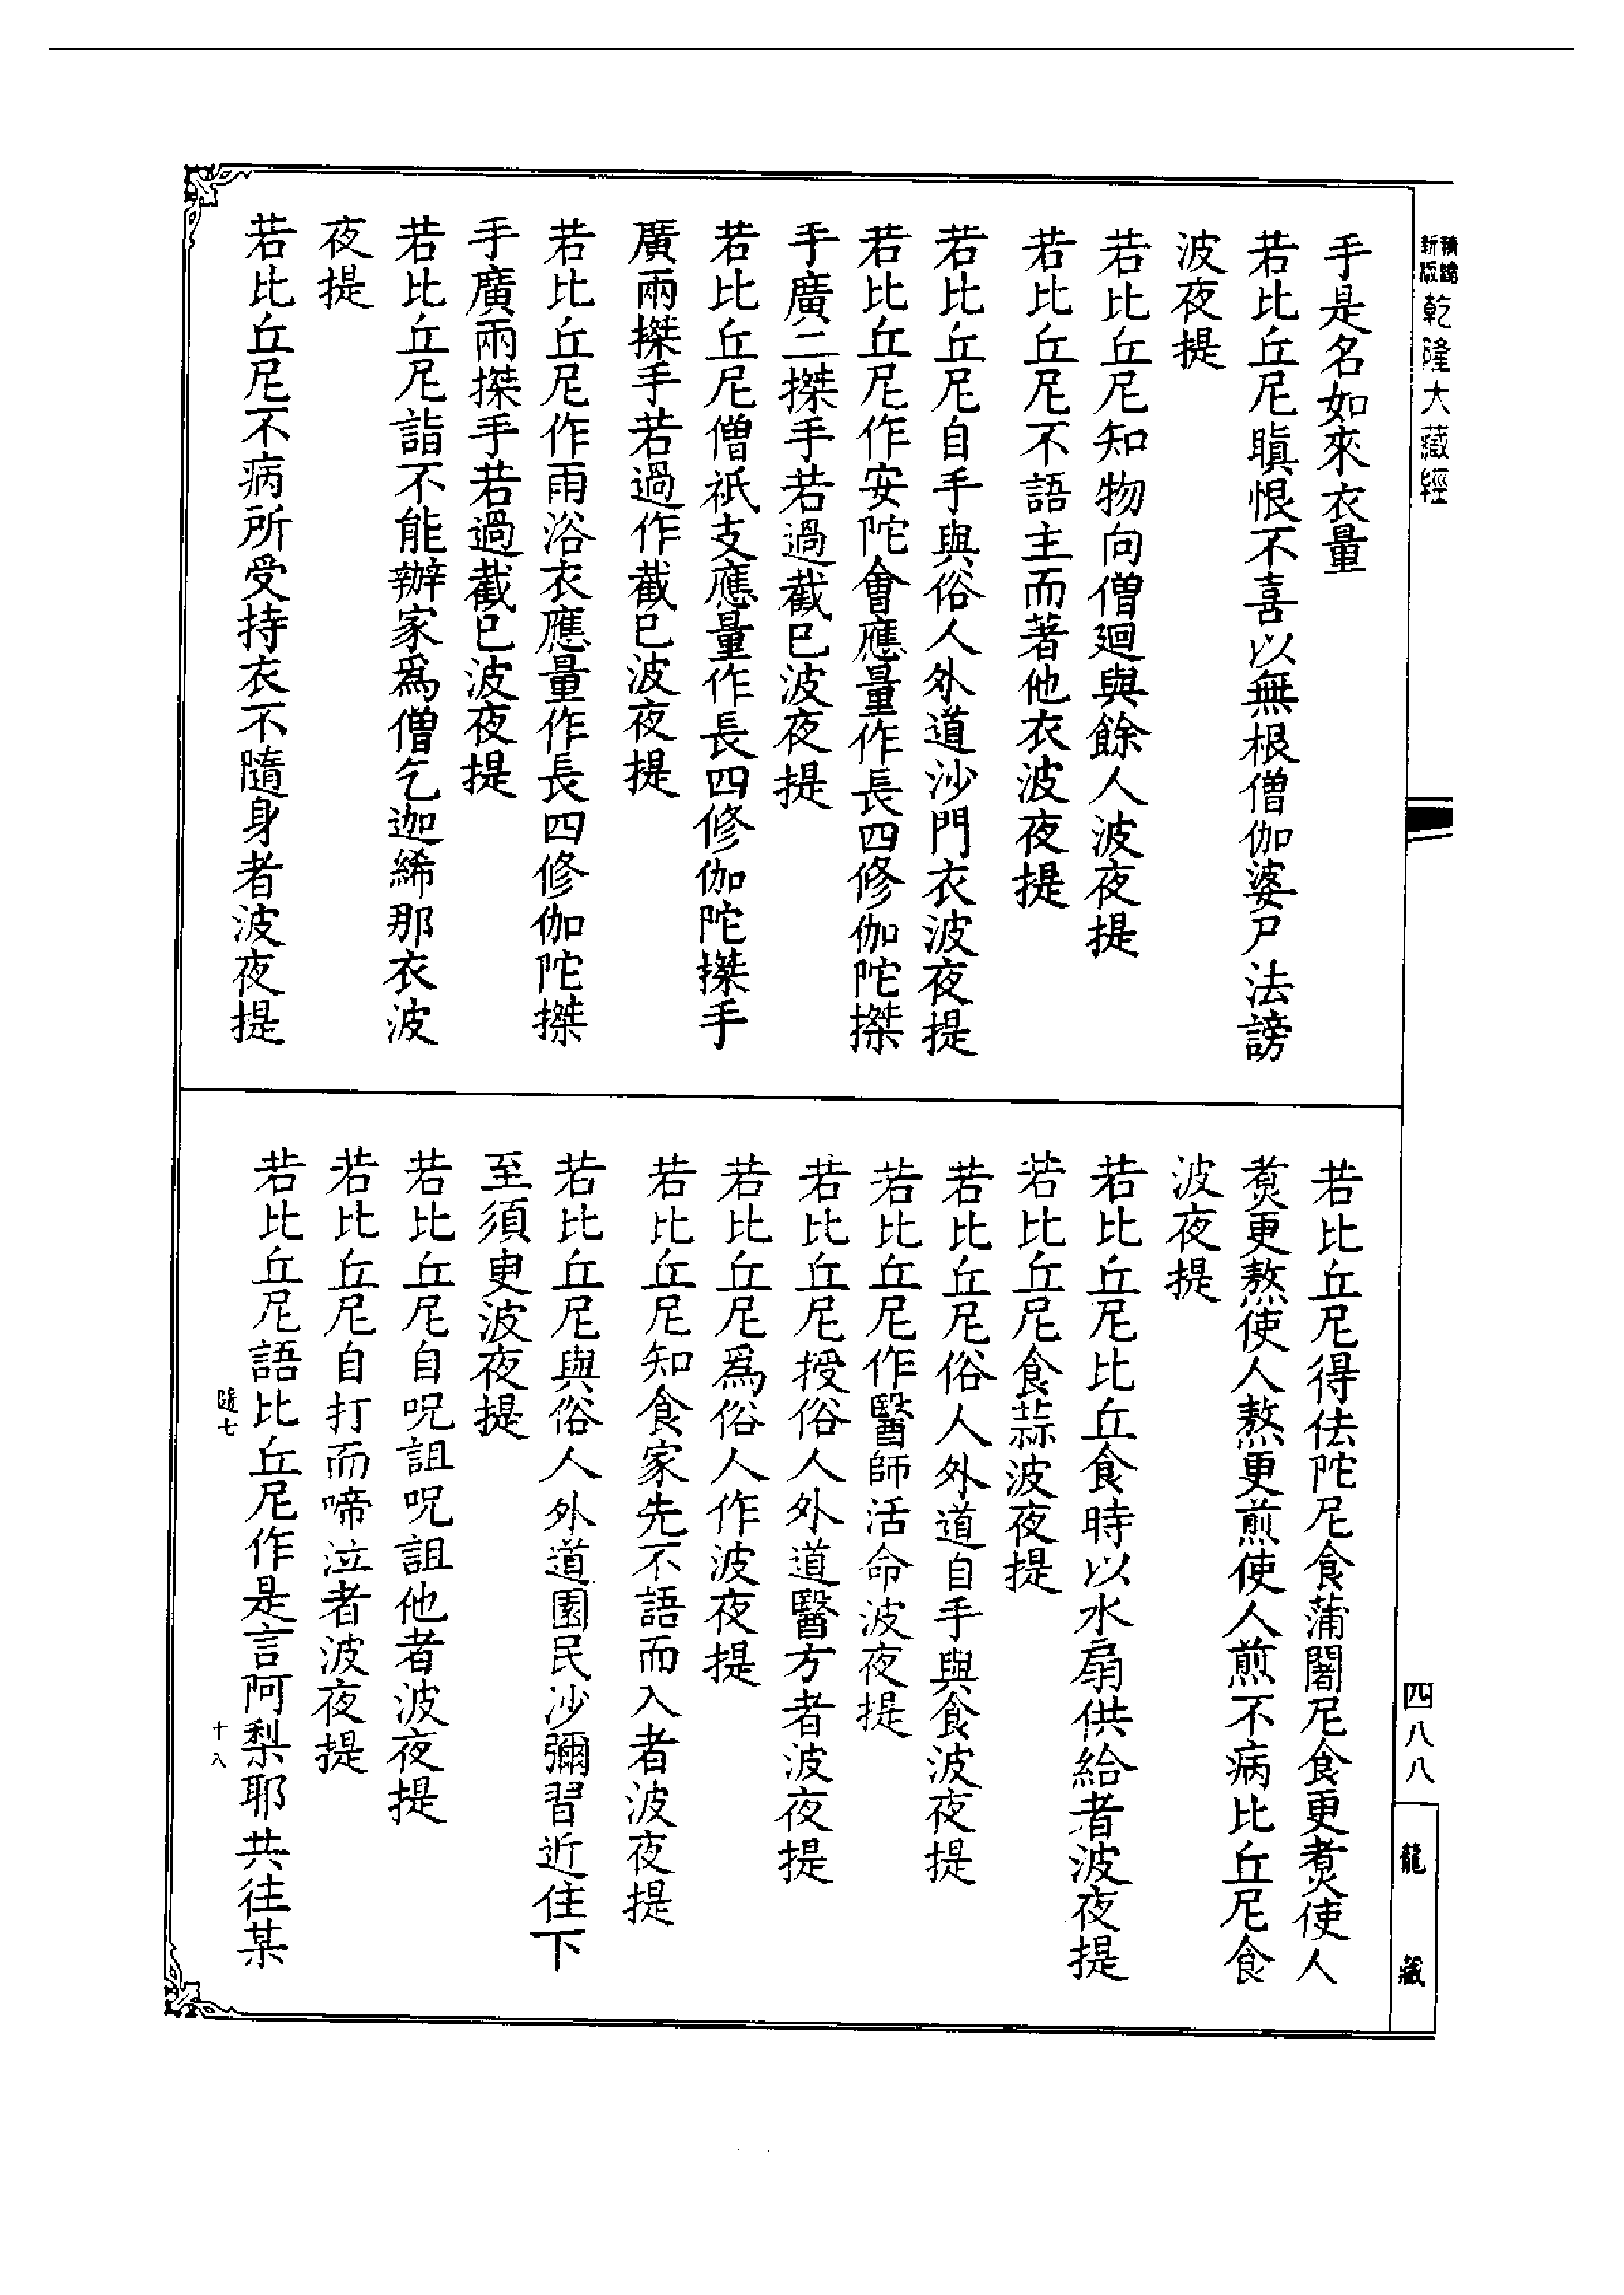 新版
精縮
乾隆大藏經
手是名如來衣量
若比丘尼瞋恨不喜以無根僧伽婆尸法謗
波夜提
若比丘尼知物向僧廻與餘人波夜提
若比丘尼不語主而著他衣波夜提
若比丘尼自手與俗人外道沙門衣波夜提
若比丘尼作安陀會應量作長四修伽陀搩
手廣二搩手若過截已波夜提
若比丘尼僧祇支應量作長四修伽陀搩手
廣兩搩手若過作截已波夜提
若比丘尼作雨浴衣應量作長四修伽陀搩
手廣兩搩手若過截已波夜提
若比丘尼詣不能辦家爲僧乞迦絺那衣波
夜提
若比丘尼不病所受持衣不隨身者波夜提
若比丘尼得佉陀尼食蒲闍尼食更煑使人
煑更熬使人熬更煎使人煎不病比丘尼食
波夜提
若比丘尼比丘食時以水扇供給者波夜提
若比丘尼食蒜波夜提
若比丘尼俗人外道自手與食波夜提
若比丘尼作醫師活命波夜提
若比丘尼授俗人外道醫方者波夜提
若比丘尼爲俗人作波夜提
若比丘尼知食家先不語而入者波夜提
若比丘尼與俗人外道園民沙彌習近住下
至須更波夜提
若比丘尼自呪詛呪詛他者波夜提
若比丘尼自打而啼泣者波夜提
若比丘尼語比丘尼作是言阿梨耶共往某
隨七
十八
四八八
龍藏